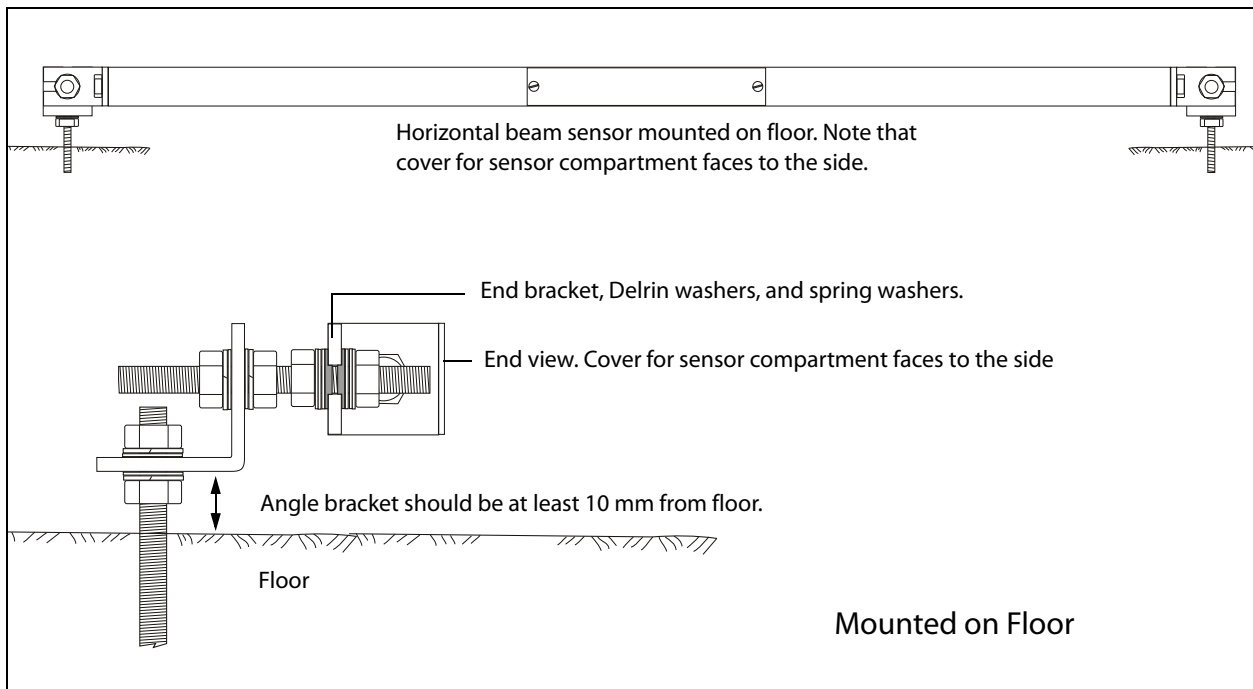 Horizontal beam sensor mounted on floor. Note that
cover for sensor compartment faces to the side.
End bracket, Delrin washers, and spring washers.
End view. Cover for sensor compartment faces to the side
Angle bracket should be at least 10 mm from floor.
Floor
Mounted on Floor